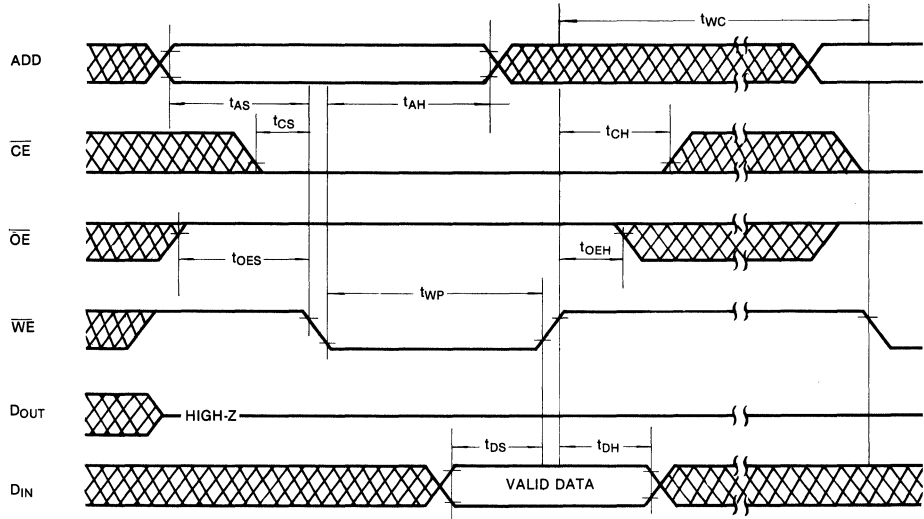 tWC
ADD
tAS
tAH
tCS
tCH
CE
OE
tOES
tOEH
tWP
WE
DOUT
HIGH-Z
tDS
tDH
DIN
VALID DATA